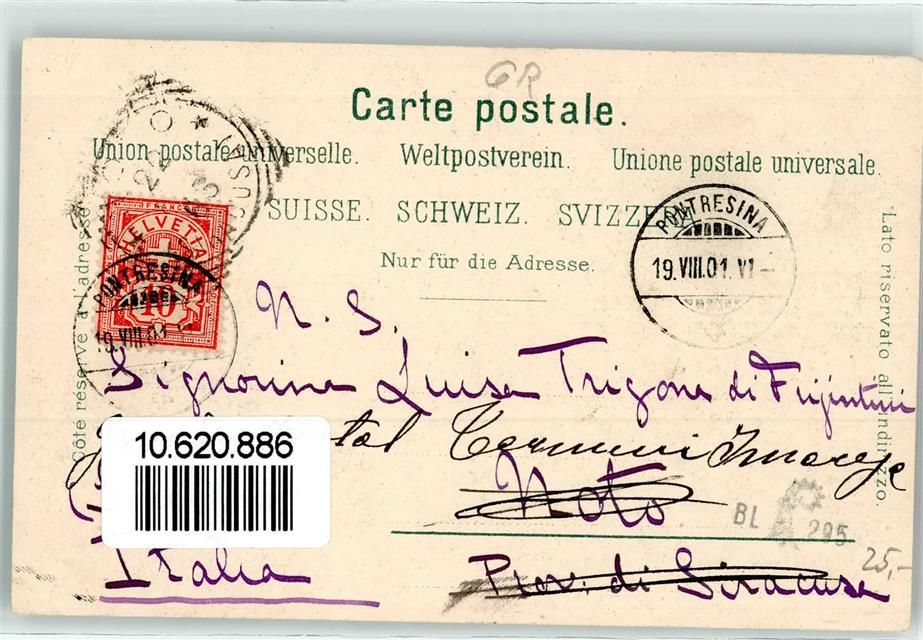 GR
Carte postale.
Union postale universelle. Weltpostverein. Unione postale universale.
SUISSE. SCHWEIZ. SVIZZERA
Nur für die Adresse.
Côté réservé à l'adresse.
Lato riservato all'indirizzo.
FRANCO
HELVETIA
10
PONTRESINA
19.VIII.01.VI-
PONTRESINA
19.VIII.01
N. S.
Signorina Luisa Trigona di Frigintini
10.620.886
Noto
BL 295
25,-
Italia
Prov. di Siracusa